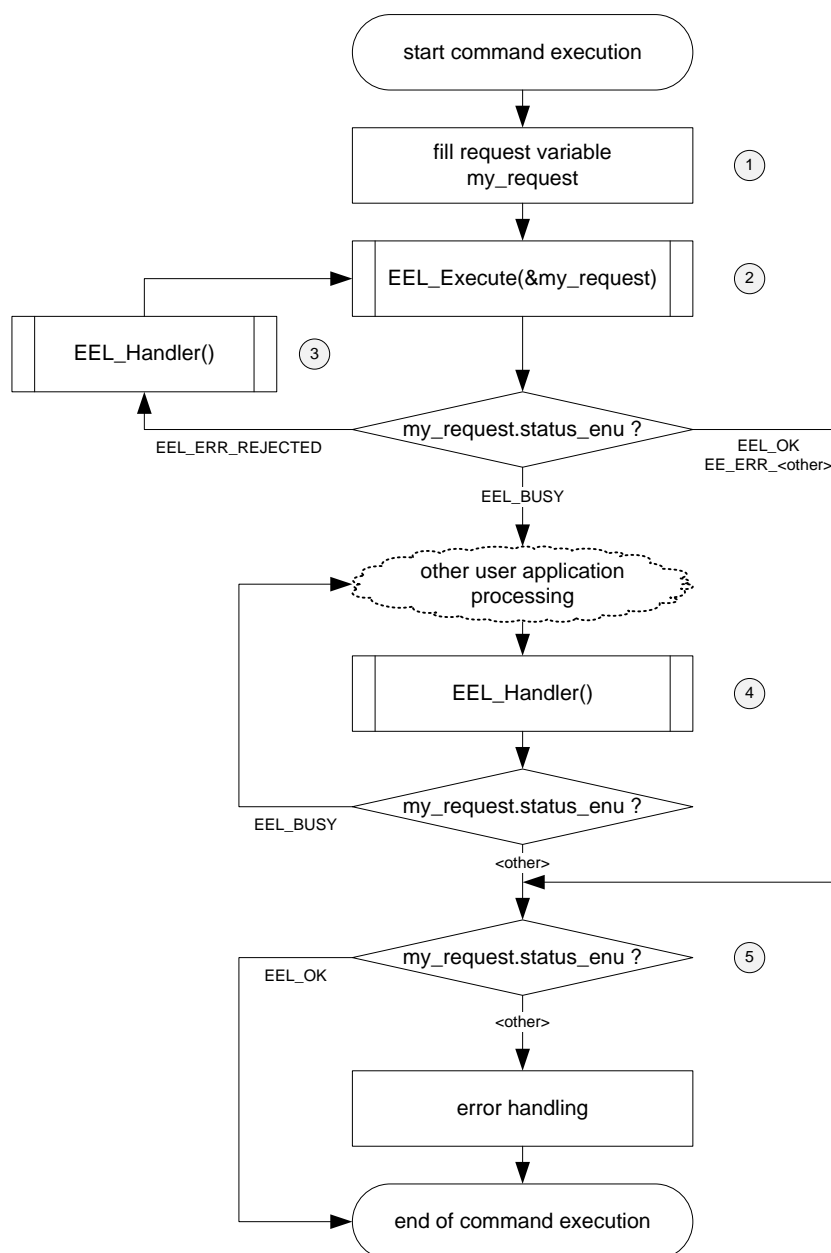 start command execution
fill request variable
my_request
1
EEL_Execute(&my_request)
2
EEL_Handler()
3
my_request.status_enu ?
EEL_ERR_REJECTED
EEL_OK
EE_ERR_<other>
EEL_BUSY
other user application
processing
EEL_Handler()
4
my_request.status_enu ?
EEL_BUSY
<other>
my_request.status_enu ?
5
EEL_OK
<other>
error handling
end of command execution